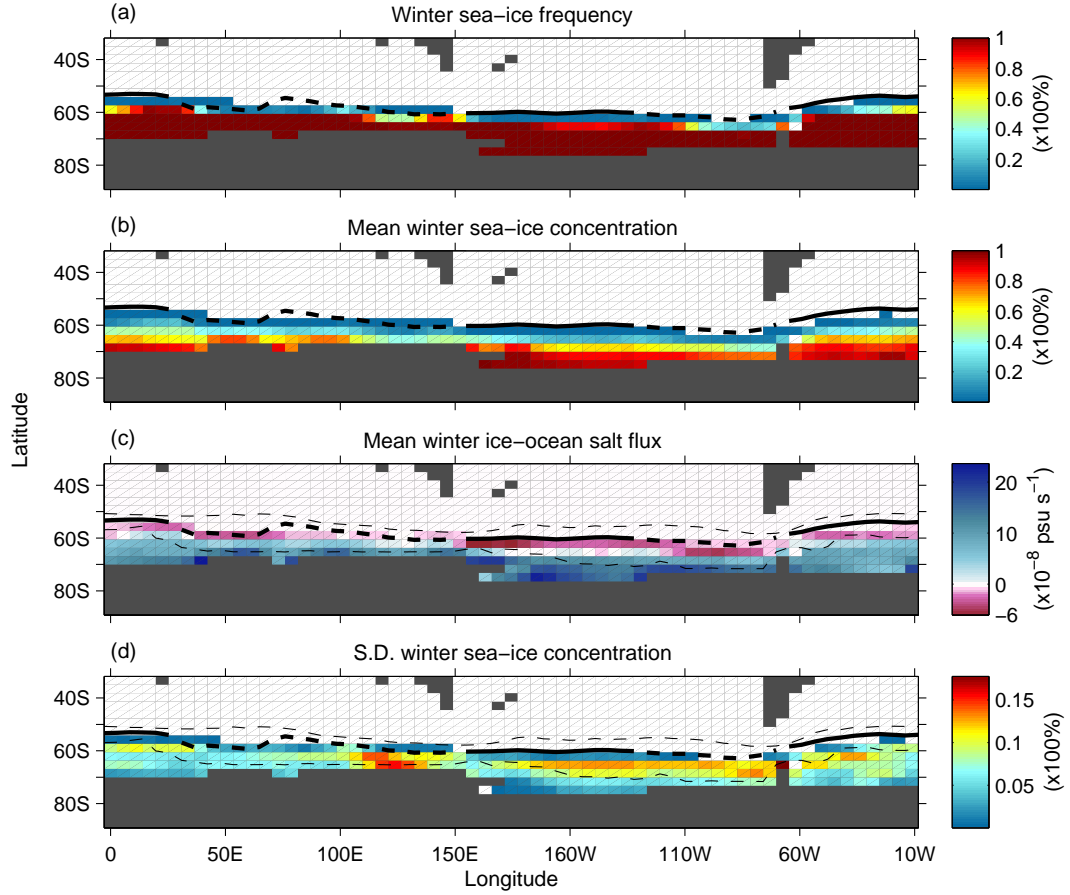 (a)
Winter sea−ice frequency
40S
60S
80S
1
0.8
0.6
0.4
0.2
(x100%)
(b)
Mean winter sea−ice concentration
40S
60S
80S
1
0.8
0.6
0.4
0.2
(x100%)
Latitude
(c)
Mean winter ice−ocean salt flux
40S
60S
80S
20
10
0
−6
(x10⁻⁸ psu s⁻¹)
(d)
S.D. winter sea−ice concentration
40S
60S
80S
0.15
0.1
0.05
(x100%)
0 50E 100E 150E 160W 110W 60W 10W
Longitude